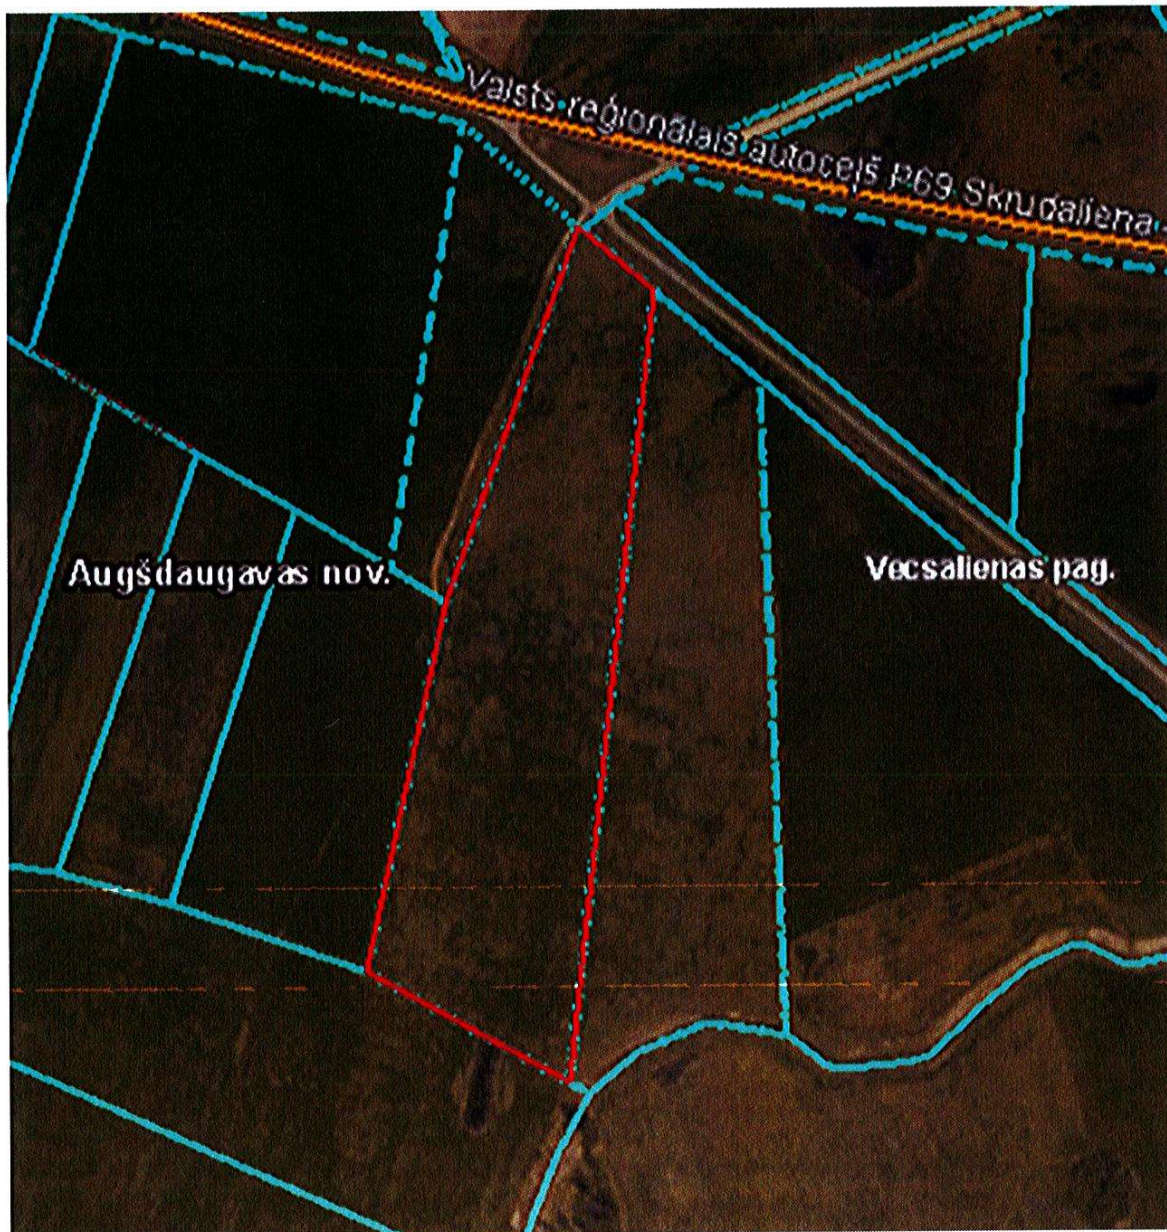 Valsts reģionālais autoceļš P69 Skrudaliena -
Augšdaugavas nov.
Vecsalienas pag.